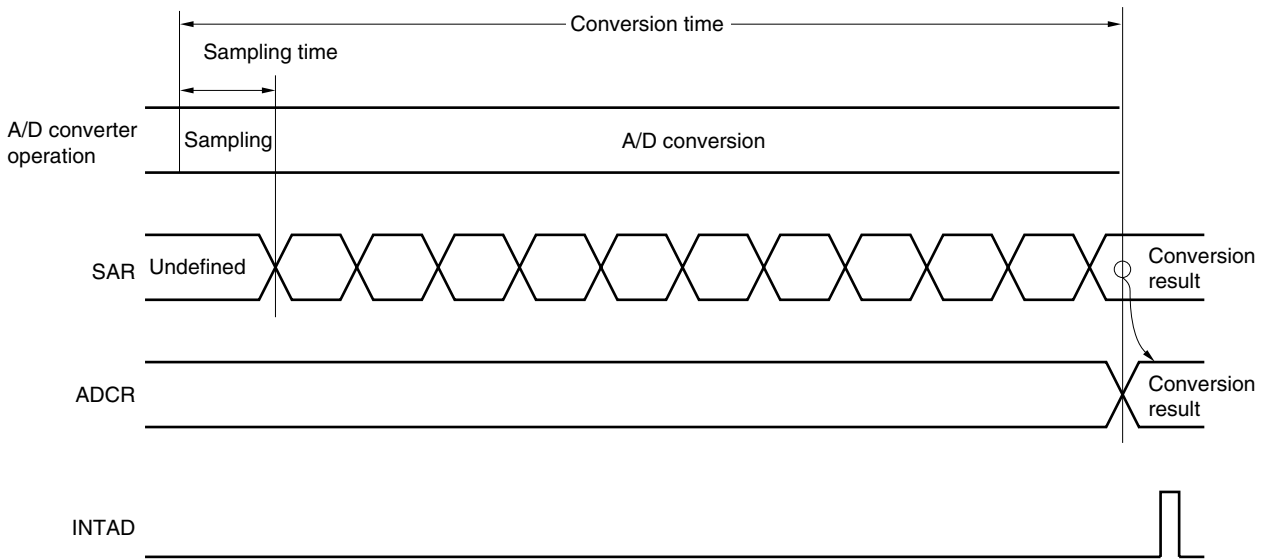 Conversion time
Sampling time
A/D converter
operation
Sampling
A/D conversion
SAR
Undefined
Conversion
result
ADCR
Conversion
result
INTAD